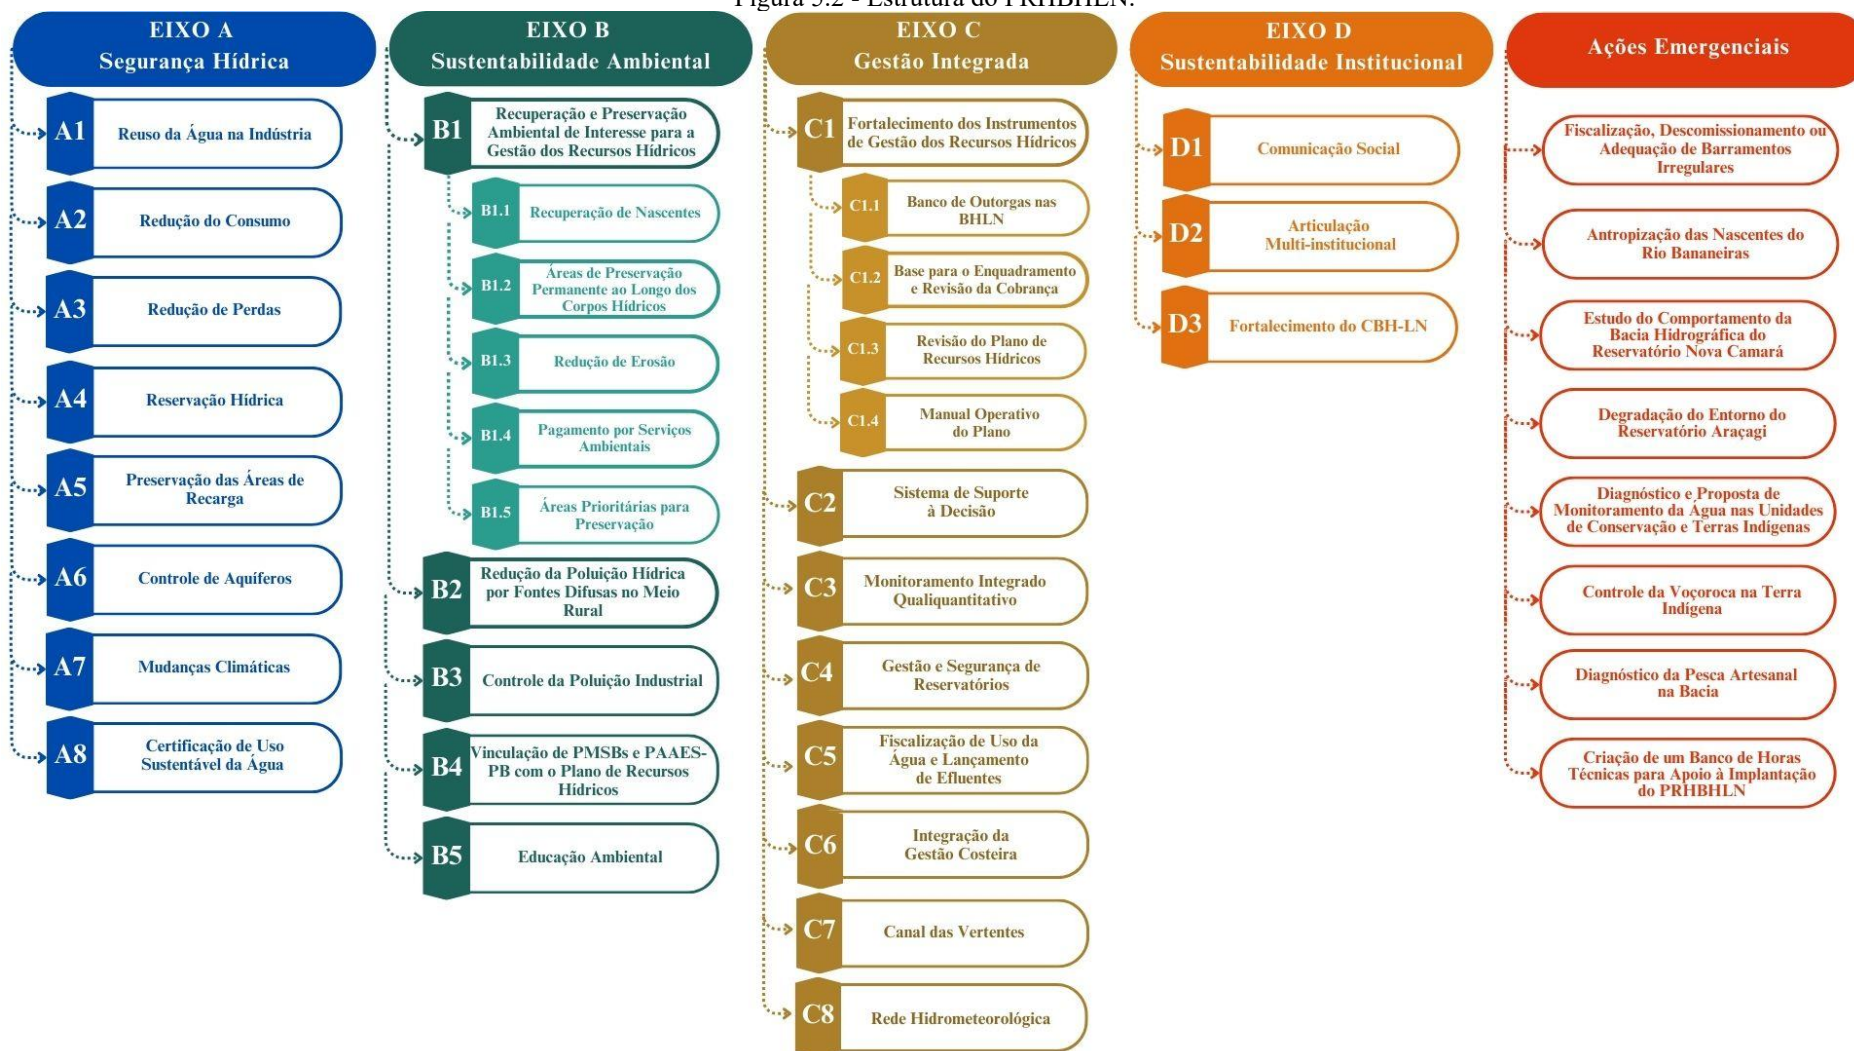 Figura 5.2 - Estrutura do PRHBHLN.
EIXO A
Segurança Hídrica
A1
Reuso da Água na Indústria
A2
Redução do Consumo
A3
Redução de Perdas
A4
Reservação Hídrica
A5
Preservação das Áreas de
Recarga
A6
Controle de Aquíferos
A7
Mudanças Climáticas
A8
Certificação de Uso
Sustentável da Água
EIXO B
Sustentabilidade Ambiental
B1
Recuperação e Preservação
Ambiental de Interesse para a
Gestão dos Recursos Hídricos
B1.1
Recuperação de Nascentes
B1.2
Áreas de Preservação
Permanente ao Longo dos
Corpos Hídricos
B1.3
Redução de Erosão
B1.4
Pagamento por Serviços
Ambientais
B1.5
Áreas Prioritárias para
Preservação
B2
Redução da Poluição Hídrica
por Fontes Difusas no Meio
Rural
B3
Controle da Poluição Industrial
B4
Vinculação de PMSBs e PAAES-
PB com o Plano de Recursos
Hídricos
B5
Educação Ambiental
EIXO C
Gestão Integrada
C1
Fortalecimento dos Instrumentos
de Gestão dos Recursos Hídricos
C1.1
Banco de Outorgas nas
BHLN
C1.2
Base para o Enquadramento
e Revisão da Cobrança
C1.3
Revisão do Plano de
Recursos Hídricos
C1.4
Manual Operativo
do Plano
C2
Sistema de Suporte
à Decisão
C3
Monitoramento Integrado
Qualiquantitativo
C4
Gestão e Segurança de
Reservatórios
C5
Fiscalização de Uso da
Água e Lançamento
de Efluentes
C6
Integração da
Gestão Costeira
C7
Canal das Vertentes
C8
Rede Hidrometeorológica
EIXO D
Sustentabilidade Institucional
D1
Comunicação Social
D2
Articulação
Multi-institucional
D3
Fortalecimento do CBH-LN
Ações Emergenciais
Fiscalização, Descomissionamento ou
Adequação de Barramentos
Irregulares
Antropização das Nascentes do
Rio Bananeiras
Estudo do Comportamento da
Bacia Hidrográfica do
Reservatório Nova Camará
Degradação do Entorno do
Reservatório Araçagi
Diagnóstico e Proposta de
Monitoramento da Água nas Unidades
de Conservação e Terras Indígenas
Controle da Voçoroca na Terra
Indígena
Diagnóstico da Pesca Artesanal
na Bacia
Criação de um Banco de Horas
Técnicas para Apoio à Implantação
do PRHBHLN